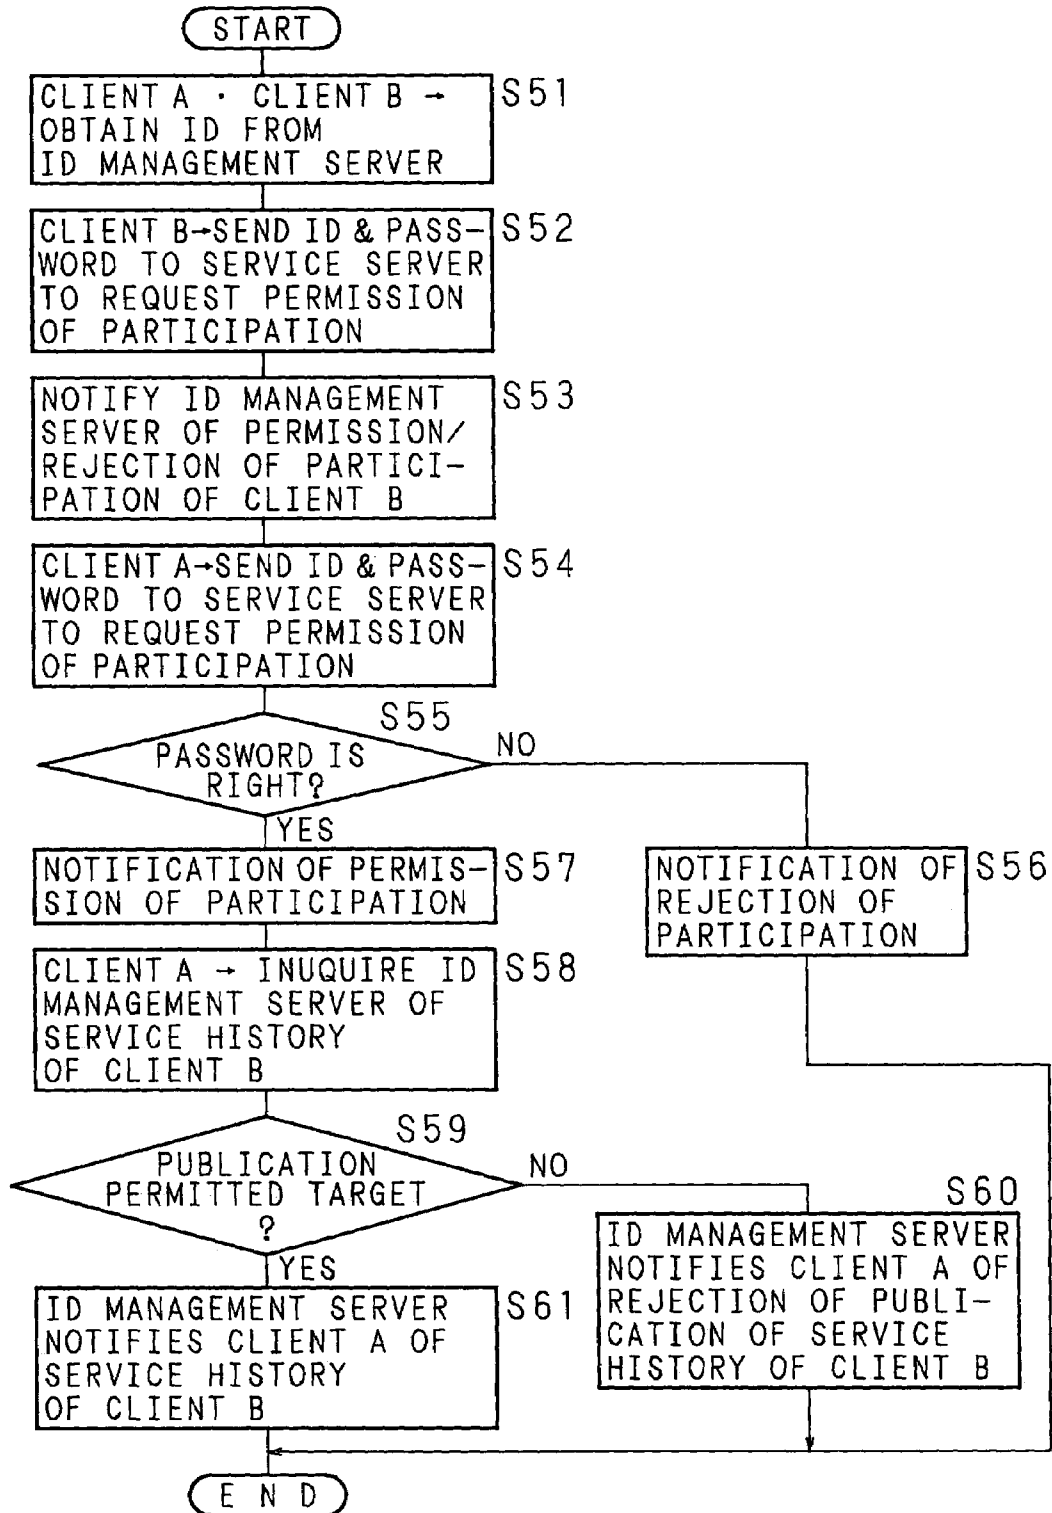 START
CLIENT A · CLIENT B →
OBTAIN ID FROM
ID MANAGEMENT SERVER
S51
CLIENT B→SEND ID & PASS-
WORD TO SERVICE SERVER
TO REQUEST PERMISSION
OF PARTICIPATION
S52
NOTIFY ID MANAGEMENT
SERVER OF PERMISSION/
REJECTION OF PARTICI-
PATION OF CLIENT B
S53
CLIENT A→SEND ID & PASS-
WORD TO SERVICE SERVER
TO REQUEST PERMISSION
OF PARTICIPATION
S54
S55
PASSWORD IS
RIGHT?
NO
YES
NOTIFICATION OF PERMIS-
SION OF PARTICIPATION
S57
NOTIFICATION OF
REJECTION OF
PARTICIPATION
S56
CLIENT A → INUQUIRE ID
MANAGEMENT SERVER OF
SERVICE HISTORY
OF CLIENT B
S58
S59
PUBLICATION
PERMITTED TARGET
?
NO
YES
S60
ID MANAGEMENT SERVER
NOTIFIES CLIENT A OF
REJECTION OF PUBLI-
CATION OF SERVICE
HISTORY OF CLIENT B
ID MANAGEMENT SERVER
NOTIFIES CLIENT A OF
SERVICE HISTORY
OF CLIENT B
S61
END